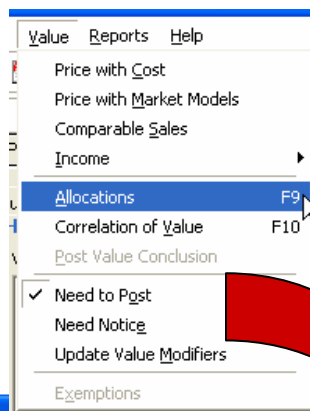 Value Reports Help
Price with Cost
Price with Market Models
Comparable Sales
Income
Allocations F9
Correlation of Value F10
Post Value Conclusion
Need to Post
Need Notice
Update Value Modifiers
Exemptions